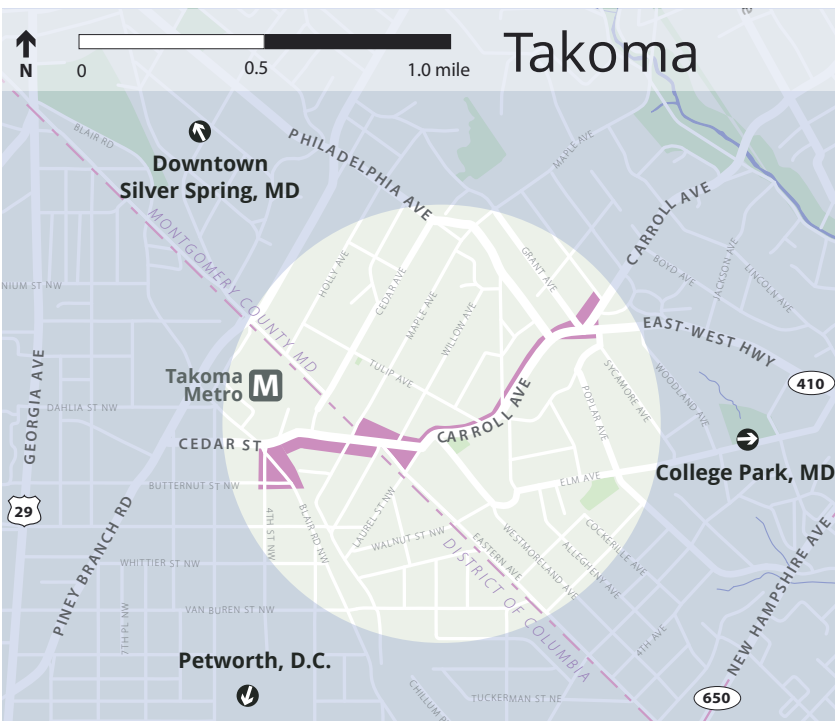 N
0
0.5
1.0 mile
Takoma
BLAIR RD
Downtown
Silver Spring, MD
PHILADELPHIA AVE
MAPLE AVE
CARROLL AVE
MONTGOMERY COUNTY MD
HOLLY AVE
CEDAR AVE
MAPLE AVE
WILLOW AVE
GRANT AVE
BOYD AVE
JACKSON AVE
LINCOLN AVE
NIUM ST NW
EAST-WEST HWY
410
GEORGIA AVE
Takoma
Metro
M
TULIP AVE
SYCAMORE AVE
WOODLAND AVE
POPLAR AVE
DAHLIA ST NW
CEDAR ST
CARROLL AVE
College Park, MD
BUTTERNUT ST NW
ELM AVE
29
PINEY BRANCH RD
4TH ST NW
BLAIR RD NW
LAUREL ST NW
WALNUT ST NW
EASTERN AVE
WESTMORELAND AVE
ALLEGHENY AVE
COCKERILLE AVE
NEW HAMPSHIRE AVE
WHITTIER ST NW
DISTRICT OF COLUMBIA
VAN BUREN ST NW
7TH PL NW
4TH AVE
Petworth, D.C.
CHILLUM R
TUCKERMAN ST NE
650